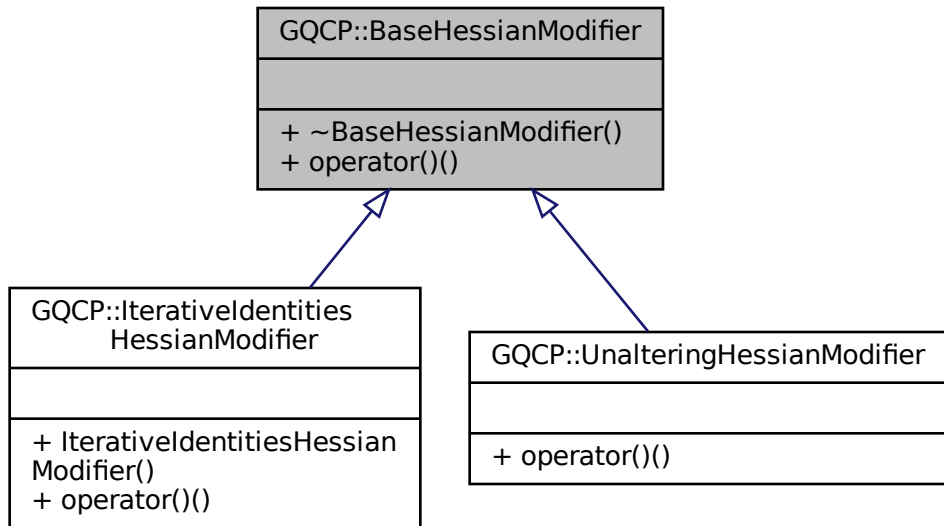 GQCP::BaseHessianModifier
+ ~BaseHessianModifier()
+ operator()()
GQCP::IterativeIdentities
HessianModifier
+ IterativeIdentitiesHessian
Modifier()
+ operator()()
GQCP::UnalteringHessianModifier
+ operator()()